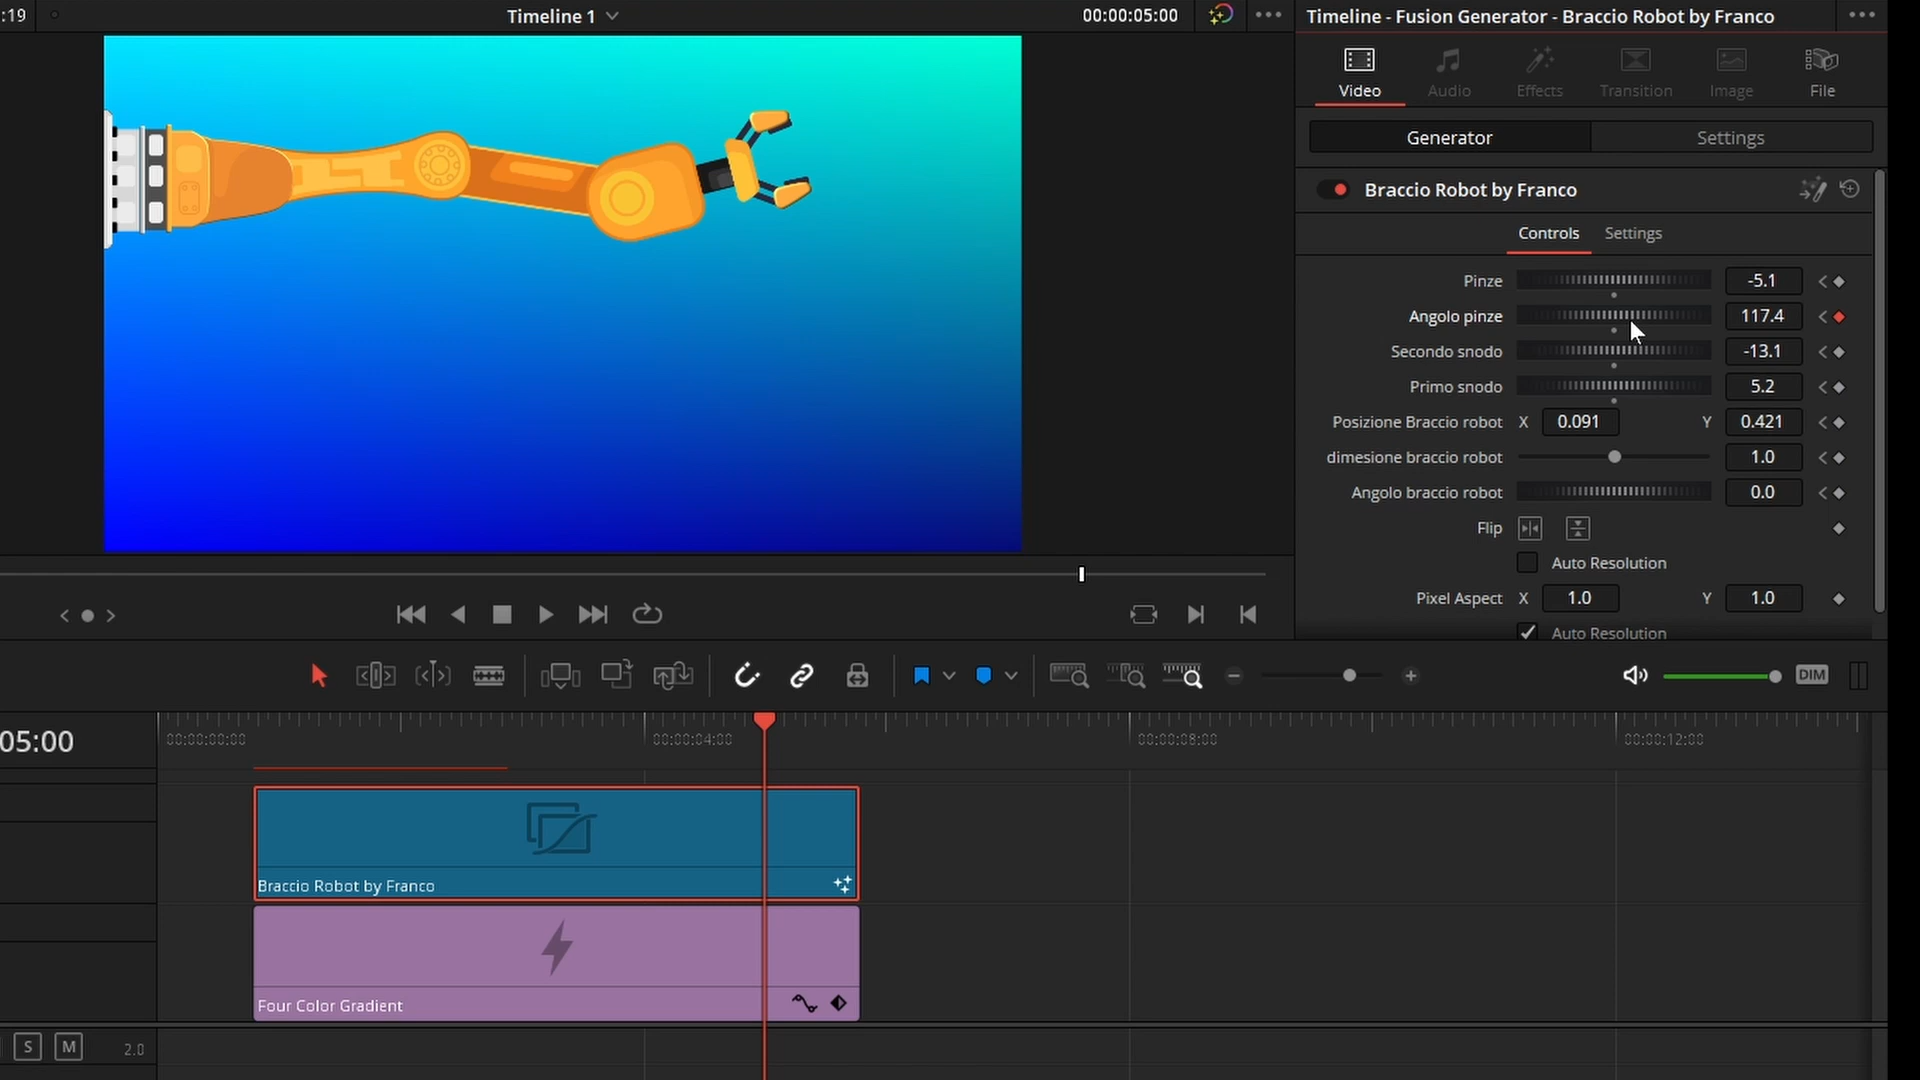 :19
Timeline 1
00:00:05:00
Timeline - Fusion Generator - Braccio Robot by Franco
Video
Audio
Effects
Transition
Image
File
Generator
Settings
Braccio Robot by Franco
Controls
Settings
Pinze
-5.1
Angolo pinze
117.4
Secondo snodo
-13.1
Primo snodo
5.2
Posizione Braccio robot X 0.091 Y 0.421
dimesione braccio robot
1.0
Angolo braccio robot
0.0
Flip
Auto Resolution
Pixel Aspect X 1.0 Y 1.0
Auto Resolution
DIM
05:00
00:00:00:00
00:00:04:00
00:00:08:00
00:00:12:00
Braccio Robot by Franco
Four Color Gradient
S
M
2.0